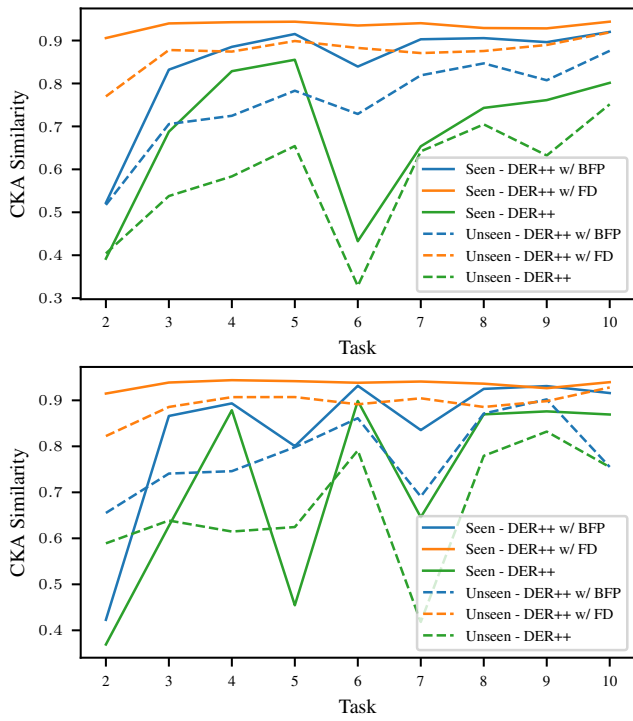 0.9
0.8
0.7
0.6
0.5
0.4
0.3
CKA Similarity
Seen - DER++ w/ BFP
Seen - DER++ w/ FD
Seen - DER++
Unseen - DER++ w/ BFP
Unseen - DER++ w/ FD
Unseen - DER++
2 3 4 5 6 7 8 9 10
Task
0.9
0.8
0.7
0.6
0.5
0.4
CKA Similarity
Seen - DER++ w/ BFP
Seen - DER++ w/ FD
Seen - DER++
Unseen - DER++ w/ BFP
Unseen - DER++ w/ FD
Unseen - DER++
2 3 4 5 6 7 8 9 10
Task